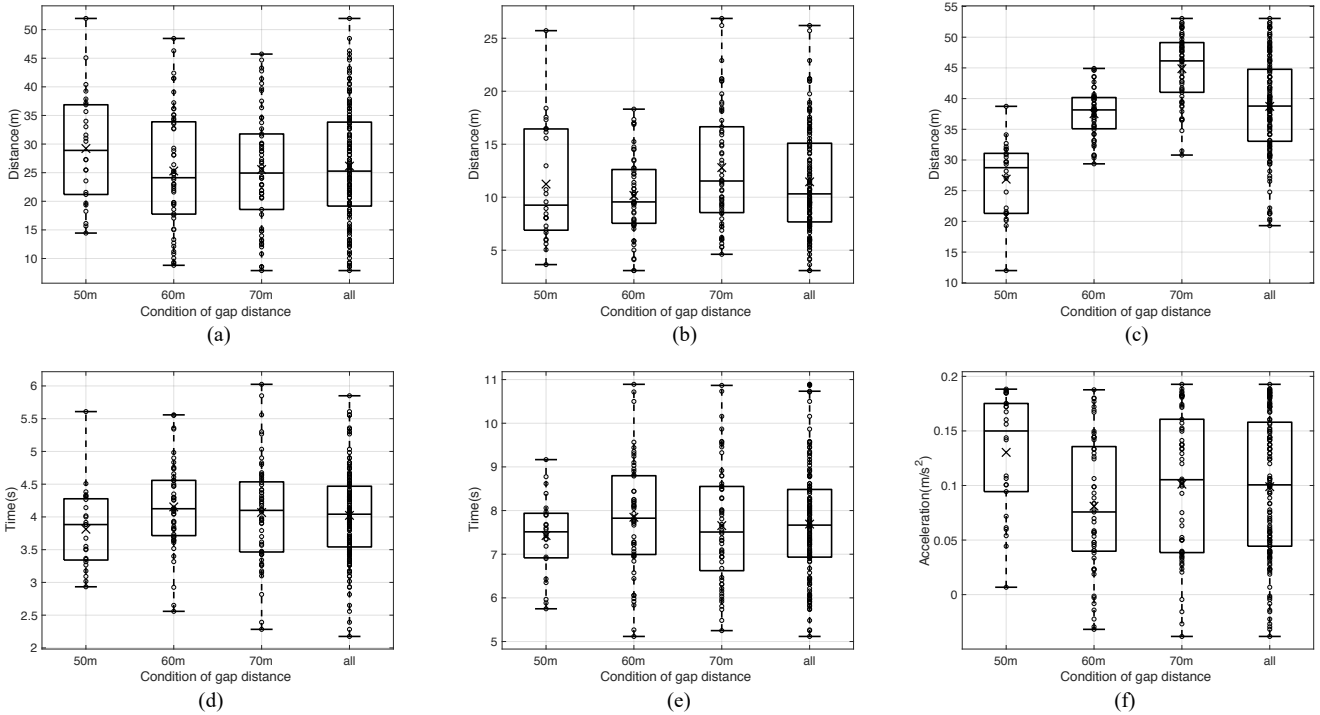 Distance(m)
50
45
40
35
30
25
20
15
10
50m 60m 70m all
Condition of gap distance
(a)
Distance(m)
25
20
15
10
5
50m 60m 70m all
Condition of gap distance
(b)
Distance(m)
55
50
45
40
35
30
25
20
15
10
50m 60m 70m all
Condition of gap distance
(c)
Time(s)
6
5.5
5
4.5
4
3.5
3
2.5
2
50m 60m 70m all
Condition of gap distance
(d)
Time(s)
11
10
9
8
7
6
5
50m 60m 70m all
Condition of gap distance
(e)
Acceleration(m/s²)
0.2
0.15
0.1
0.05
0
50m 60m 70m all
Condition of gap distance
(f)